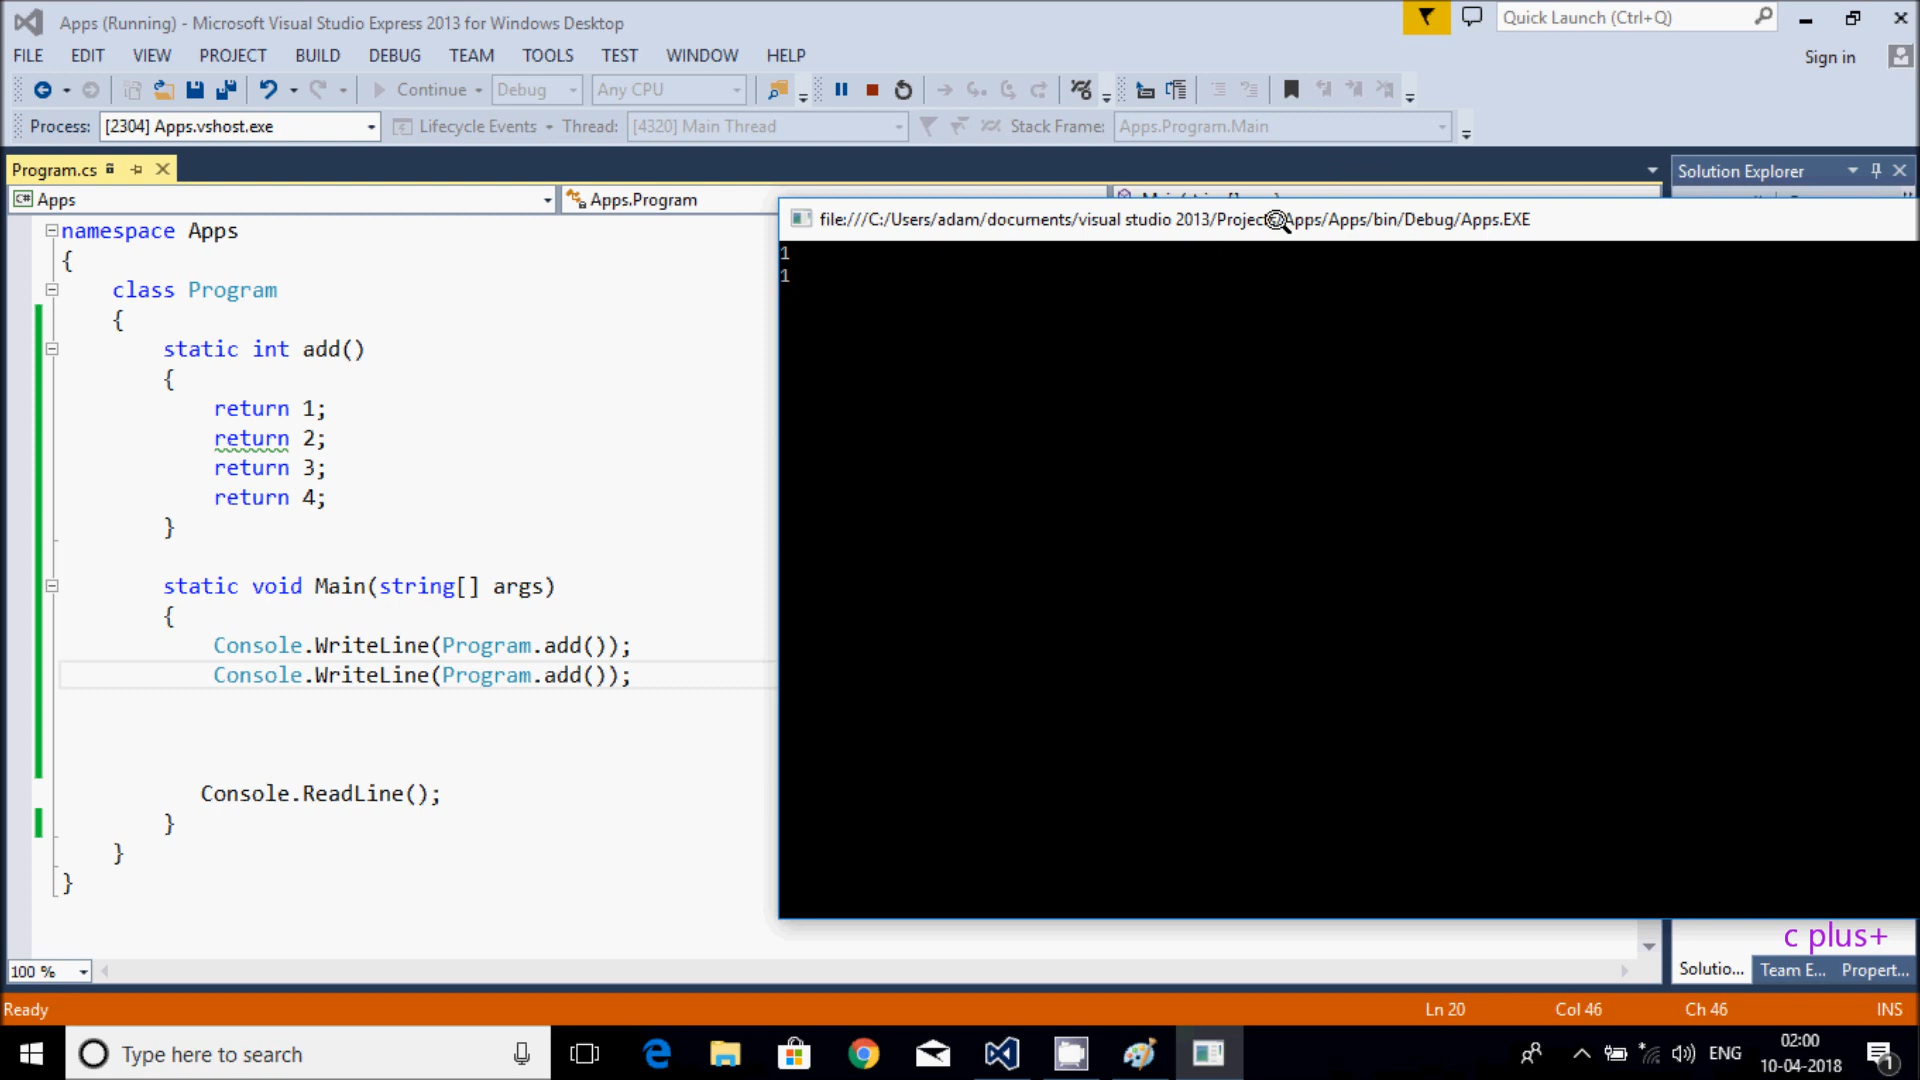 Apps (Running) - Microsoft Visual Studio Express 2013 for Windows Desktop
Quick Launch (Ctrl+Q)
FILE EDIT VIEW PROJECT BUILD DEBUG TEAM TOOLS TEST WINDOW HELP
Sign in
Continue Debug Any CPU
Process: [2304] Apps.vshost.exe Lifecycle Events Thread: [4320] Main Thread Stack Frame: Apps.Program.Main
Program.cs
Solution Explorer
Apps
Apps.Program
file:///C:/Users/adam/documents/visual studio 2013/Projects/Apps/Apps/bin/Debug/Apps.EXE
1
1
namespace Apps
{
class Program
{
static int add()
{
return 1;
return 2;
return 3;
return 4;
}
static void Main(string[] args)
{
Console.WriteLine(Program.add());
Console.WriteLine(Program.add());
Console.ReadLine();
}
}
}
c plus+
100 %
Solutio... Team E... Propert...
Ready
Ln 20 Col 46 Ch 46 INS
Type here to search
ENG
02:00
10-04-2018
1